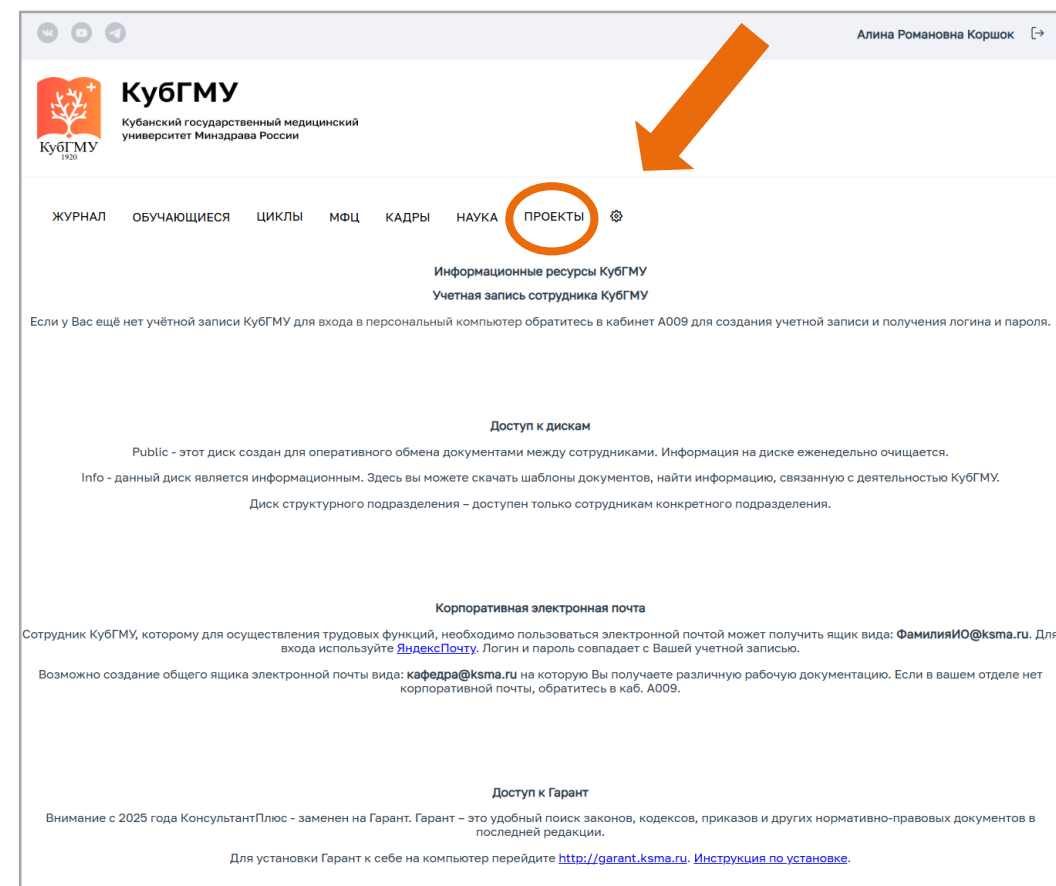 Алина Романовна Коршок
КубГМУ
Кубанский государственный медицинский
университет Минздрава России
КубГМУ
1920
ЖУРНАЛ ОБУЧАЮЩИЕСЯ ЦИКЛЫ МФЦ КАДРЫ НАУКА ПРОЕКТЫ
Информационные ресурсы КубГМУ
Учетная запись сотрудника КубГМУ
Если у Вас ещё нет учётной записи КубГМУ для входа в персональный компьютер обратитесь в кабинет А009 для создания учетной записи и получения логина и пароля.
Доступ к дискам
Public - этот диск создан для оперативного обмена документами между сотрудниками. Информация на диске еженедельно очищается.
Info - данный диск является информационным. Здесь вы можете скачать шаблоны документов, найти информацию, связанную с деятельностью КубГМУ.
Диск структурного подразделения – доступен только сотрудникам конкретного подразделения.
Корпоративная электронная почта
Сотрудник КубГМУ, которому для осуществления трудовых функций, необходимо пользоваться электронной почтой может получить ящик вида: ФамилияИО@ksma.ru. Для
входа используйте ЯндексПочту. Логин и пароль совпадает с Вашей учетной записью.
Возможно создание общего ящика электронной почты вида: кафедра@ksma.ru на которую Вы получаете различную рабочую документацию. Если в вашем отделе нет
корпоративной почты, обратитесь в каб. А009.
Доступ к Гарант
Внимание с 2025 года КонсультантПлюс - заменен на Гарант. Гарант – это удобный поиск законов, кодексов, приказов и других нормативно-правовых документов в
последней редакции.
Для установки Гарант к себе на компьютер перейдите http://garant.ksma.ru. Инструкция по установке.